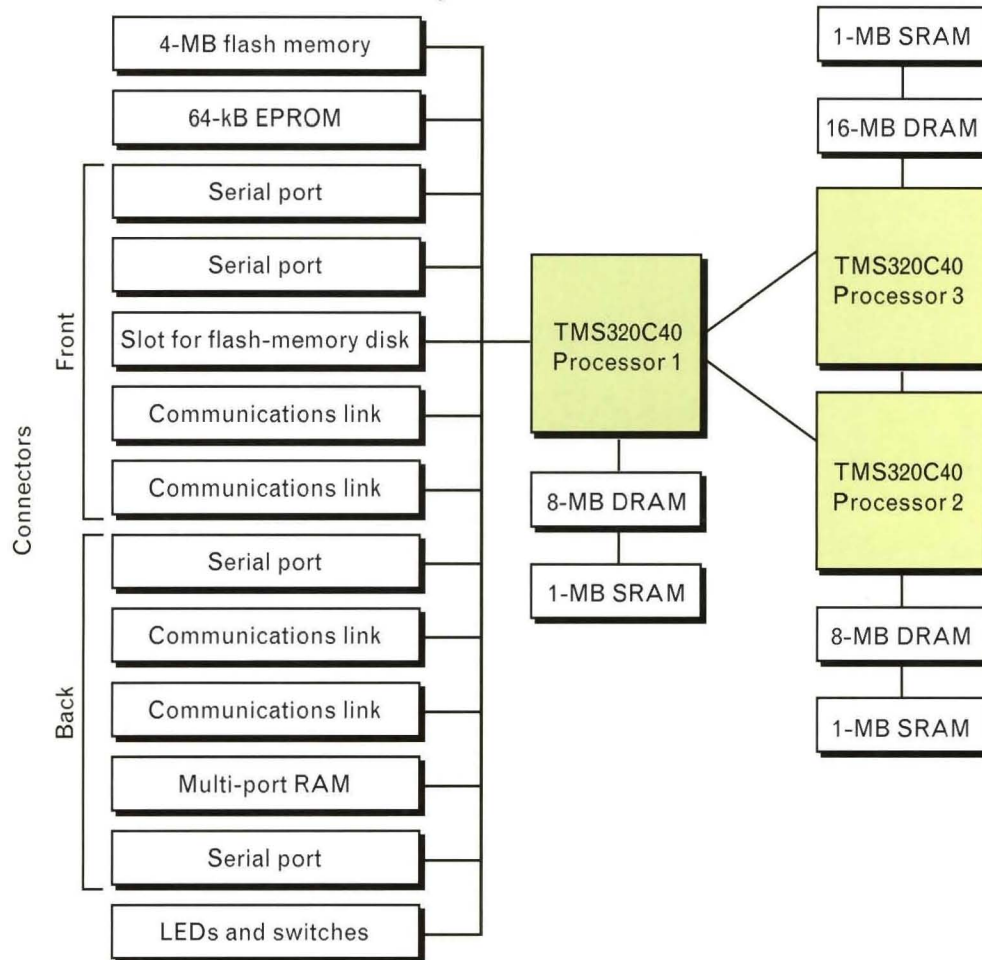 4-MB flash memory
64-kB EPROM
Connectors
Front
Serial port
Serial port
Slot for flash-memory disk
Communications link
Communications link
Back
Serial port
Communications link
Communications link
Multi-port RAM
Serial port
LEDs and switches
TMS320C40
Processor 1
8-MB DRAM
1-MB SRAM
1-MB SRAM
16-MB DRAM
TMS320C40
Processor 3
TMS320C40
Processor 2
8-MB DRAM
1-MB SRAM